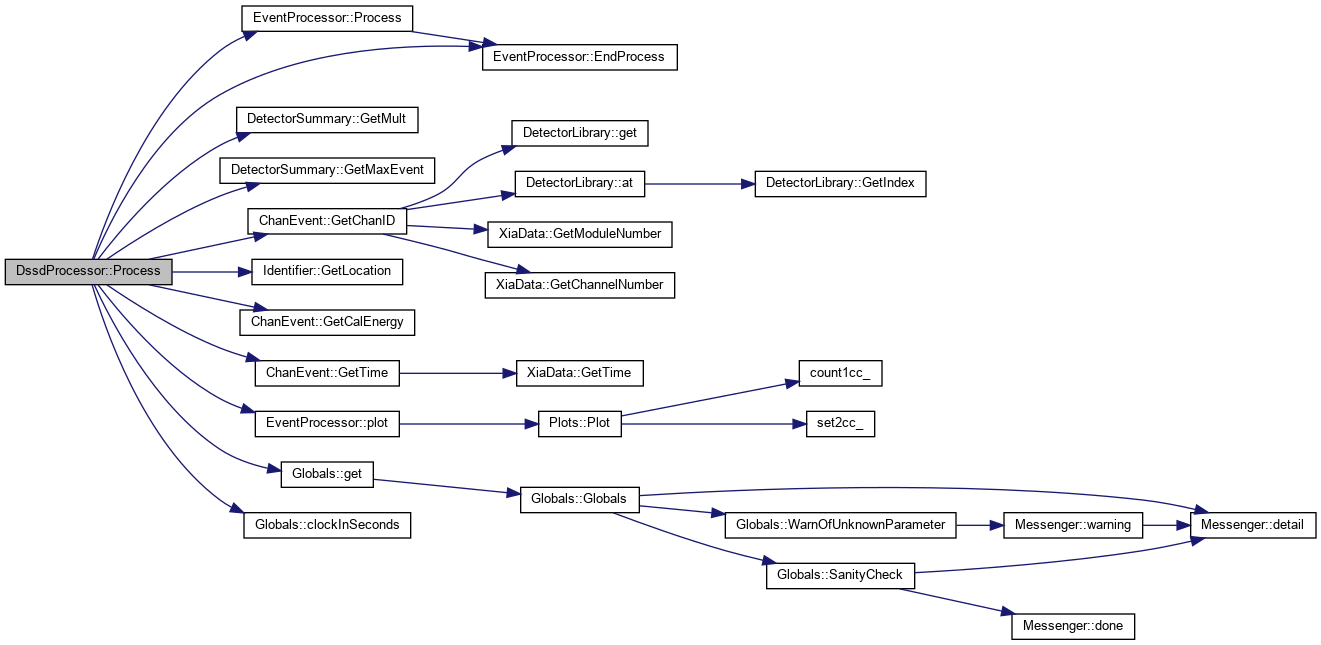 EventProcessor::Process
EventProcessor::EndProcess
DetectorSummary::GetMult
DetectorLibrary::get
DetectorSummary::GetMaxEvent
DetectorLibrary::at
DetectorLibrary::GetIndex
ChanEvent::GetChanID
XiaData::GetModuleNumber
DssdProcessor::Process
Identifier::GetLocation
XiaData::GetChannelNumber
ChanEvent::GetCalEnergy
ChanEvent::GetTime
XiaData::GetTime
count1cc_
EventProcessor::plot
Plots::Plot
set2cc_
Globals::get
Globals::Globals
Globals::clockInSeconds
Globals::WarnOfUnknownParameter
Messenger::warning
Messenger::detail
Globals::SanityCheck
Messenger::done